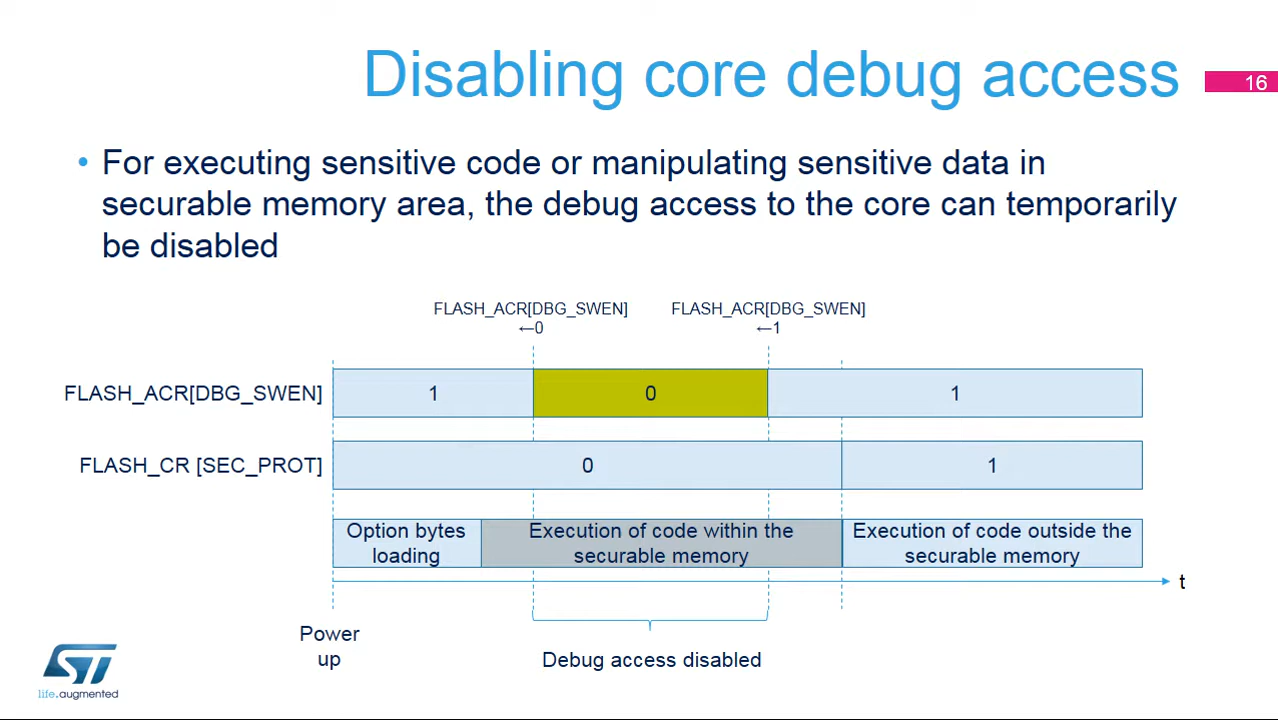 Disabling core debug access
16
• For executing sensitive code or manipulating sensitive data in
securable memory area, the debug access to the core can temporarily
be disabled
FLASH_ACR[DBG_SWEN]
←0
FLASH_ACR[DBG_SWEN]
←1
FLASH_ACR[DBG_SWEN]
1
0
1
FLASH_CR [SEC_PROT]
0
1
Option bytes
loading
Execution of code within the
securable memory
Execution of code outside the
securable memory
t
Power
up
Debug access disabled
ST
life.augmented